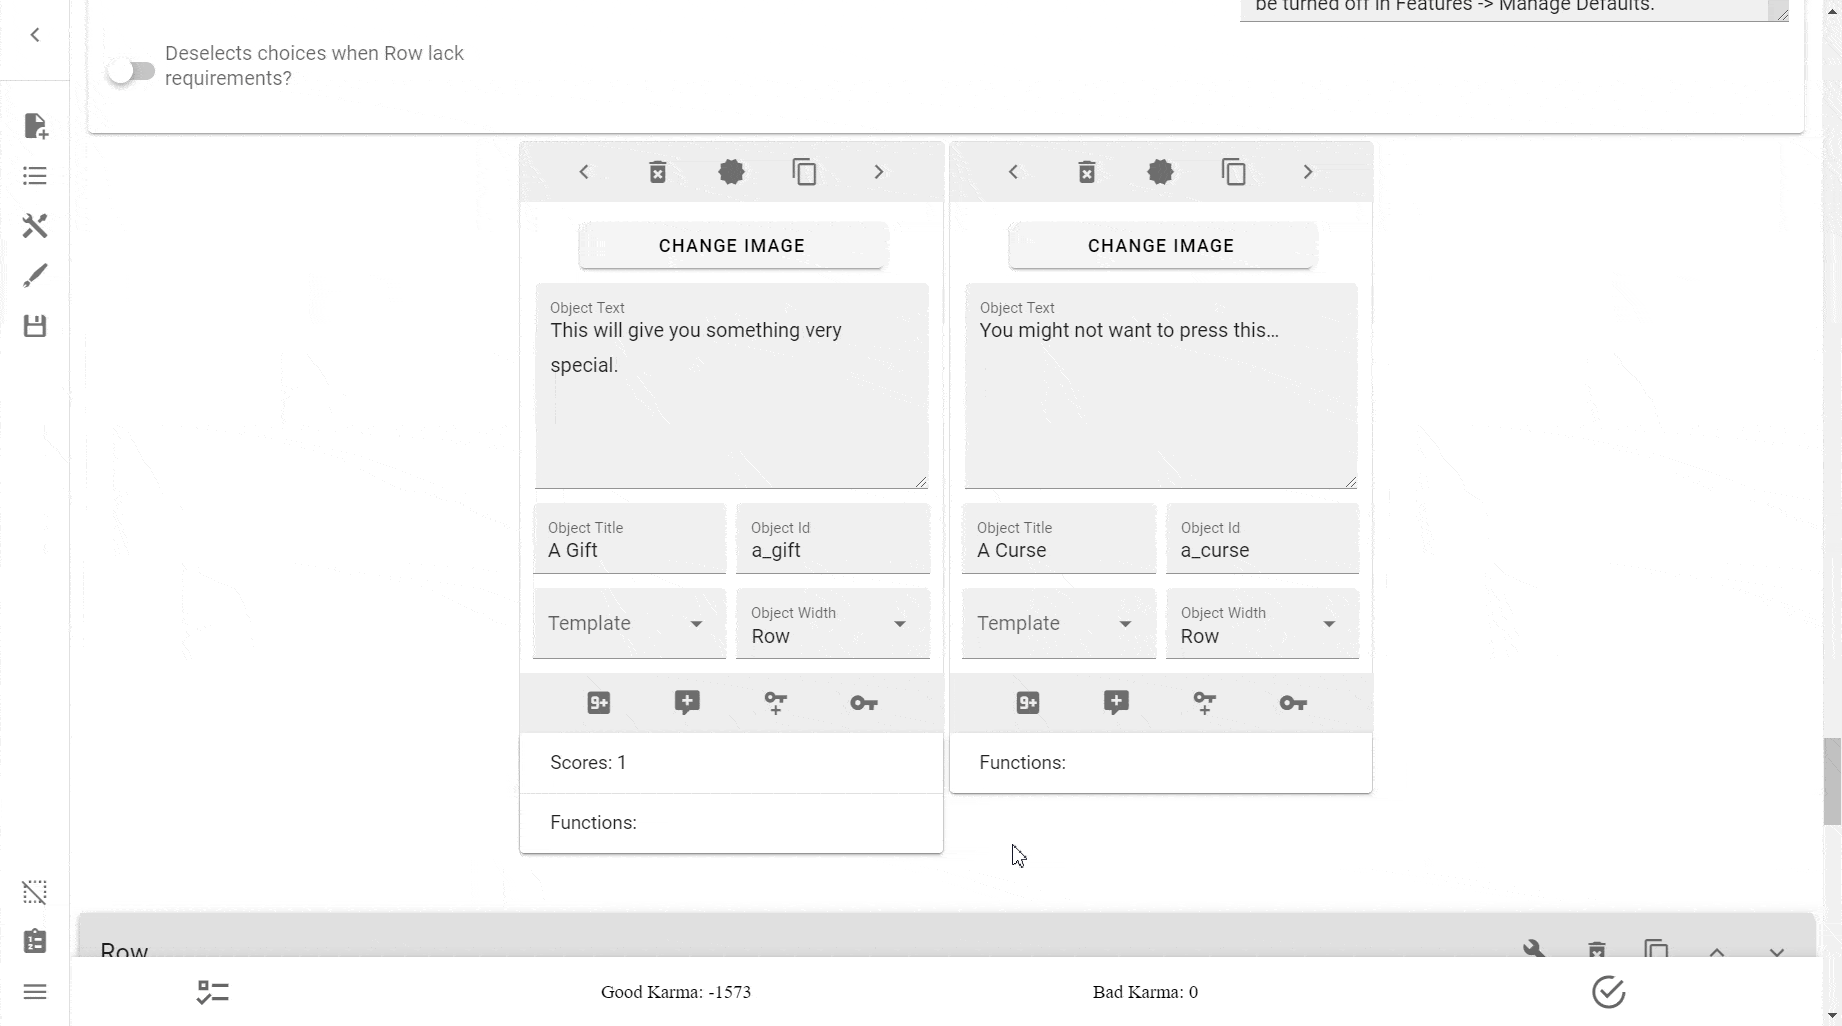 be turned off in Features -> Manage Defaults.
Deselects choices when Row lack
requirements?
CHANGE IMAGE
Object Text
This will give you something very
special.
Object Title
A Gift
Object Id
a_gift
Template
Object Width
Row
9+
Scores: 1
Functions:
CHANGE IMAGE
Object Text
You might not want to press this...
Object Title
A Curse
Object Id
a_curse
Template
Object Width
Row
9+
Functions:
Row
Good Karma: -1573
Bad Karma: 0